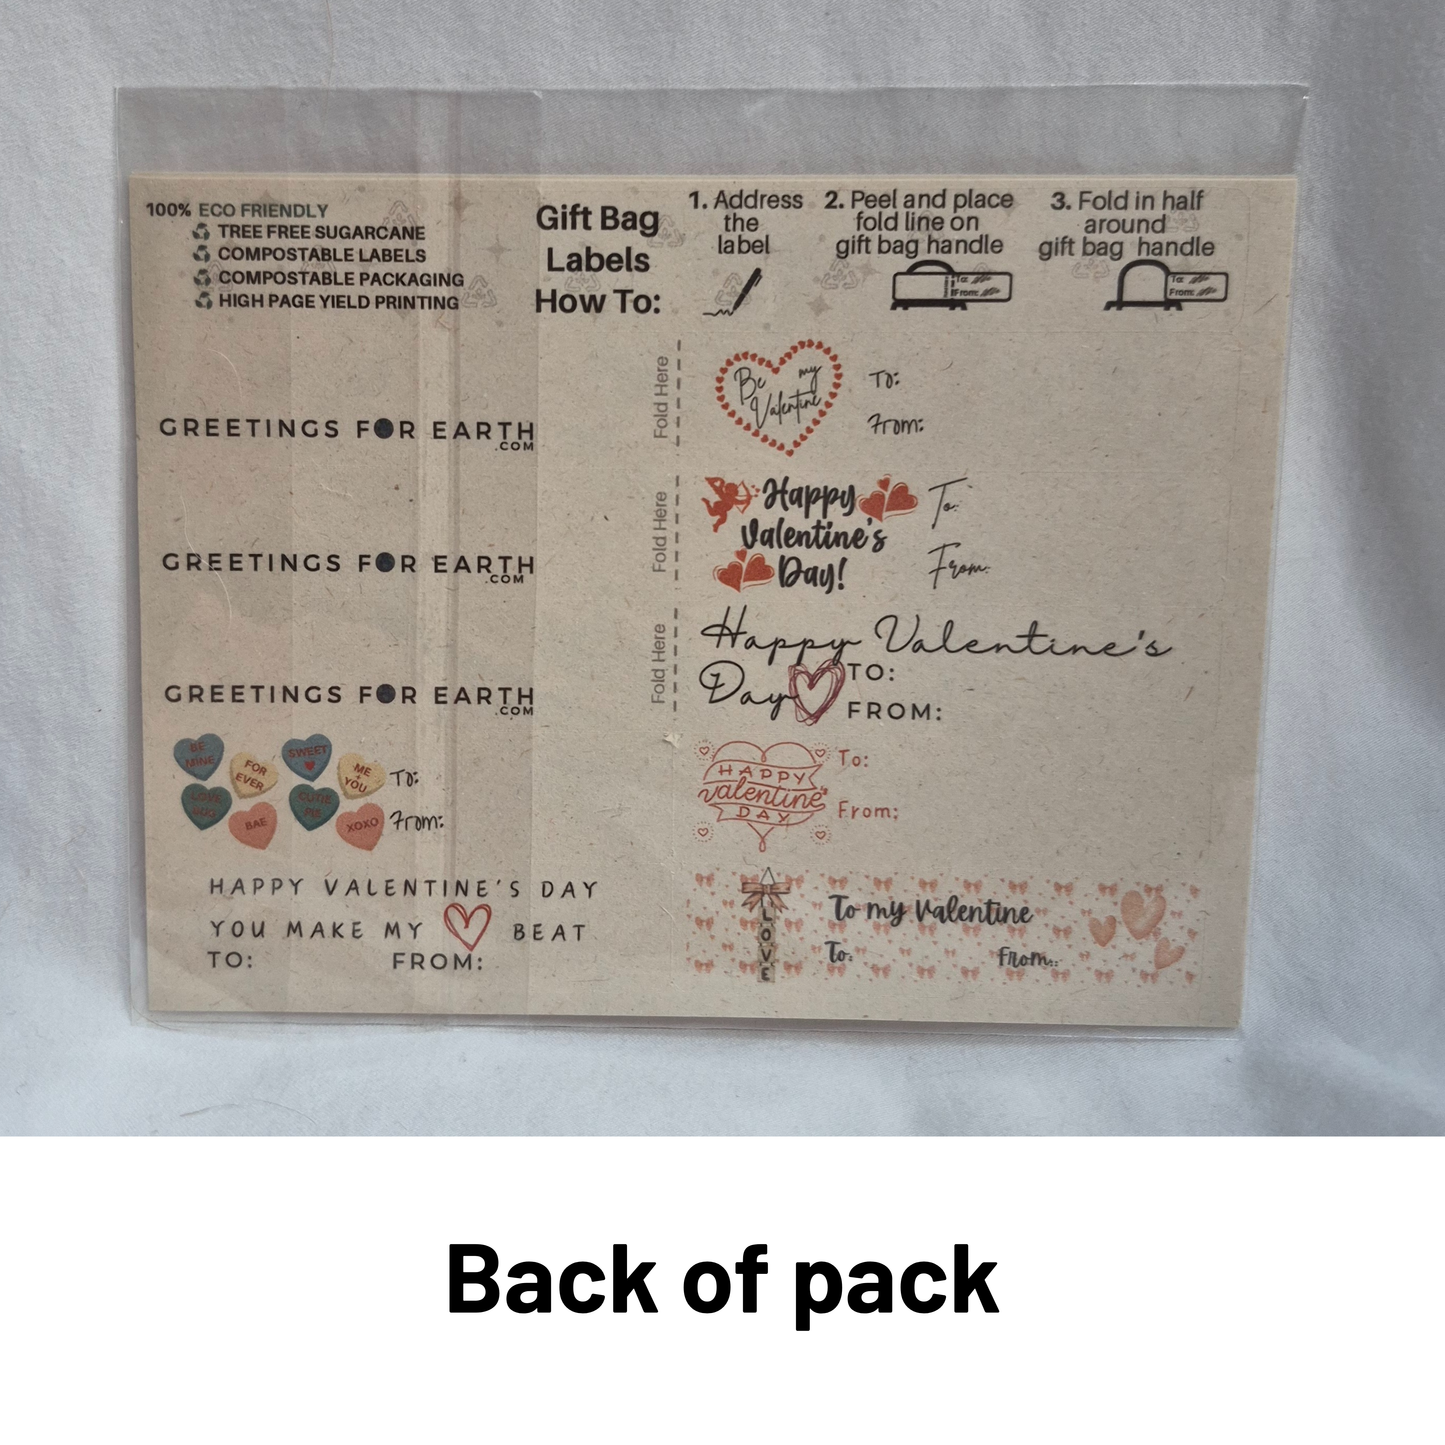 100% ECO FRIENDLY
TREE FREE SUGARCANE
COMPOSTABLE LABELS
COMPOSTABLE PACKAGING
HIGH PAGE YIELD PRINTING
Gift Bag
Labels
How To:
1. Address
the
label
2. Peel and place
fold line on
gift bag handle
To:
From:
3. Fold in half
around
gift bag handle
To:
From:
GREETINGS FOR EARTH
.COM
Fold Here
Be my
Valentine
To:
From:
GREETINGS FOR EARTH
.COM
Fold Here
Happy
Valentine's
Day!
To:
From:
GREETINGS FOR EARTH
.COM
Fold Here
Happy Valentine's
Day
TO:
FROM:
BE
MINE
FOR
EVER
SWEET
ME
+
YOU
LOVE
BUG
BAE
CUTIE
PIE
XOXO
To:
From:
HAPPY
valentine's
DAY
To:
From:
HAPPY VALENTINE'S DAY
YOU MAKE MY BEAT
TO: FROM:
LOVE
To my Valentine
To: From:
Back of pack